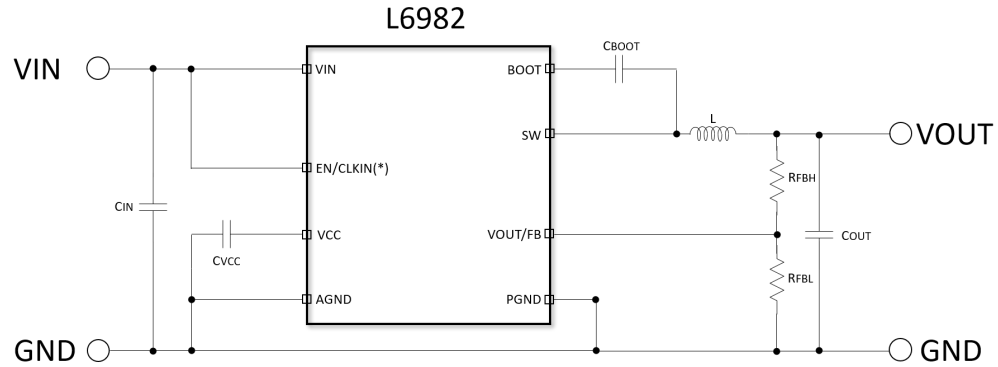 L6982
CBOOT
VIN
VIN
BOOT
L
SW
VOUT
EN/CLKIN(*)
RFBH
CIN
VCC
VOUT/FB
COUT
CVCC
RFBL
AGND
PGND
GND
GND